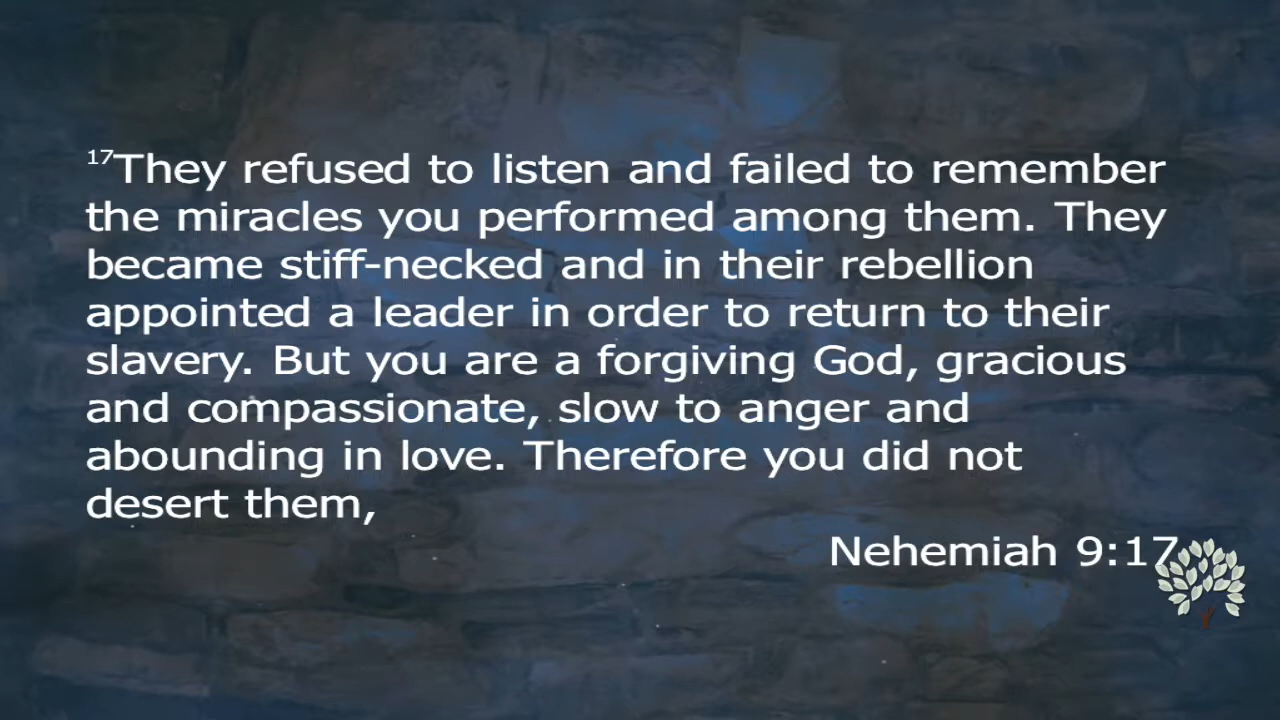 ¹⁷They refused to listen and failed to remember
the miracles you performed among them. They
became stiff-necked and in their rebellion
appointed a leader in order to return to their
slavery. But you are a forgiving God, gracious
and compassionate, slow to anger and
abounding in love. Therefore you did not
desert them,
Nehemiah 9:17